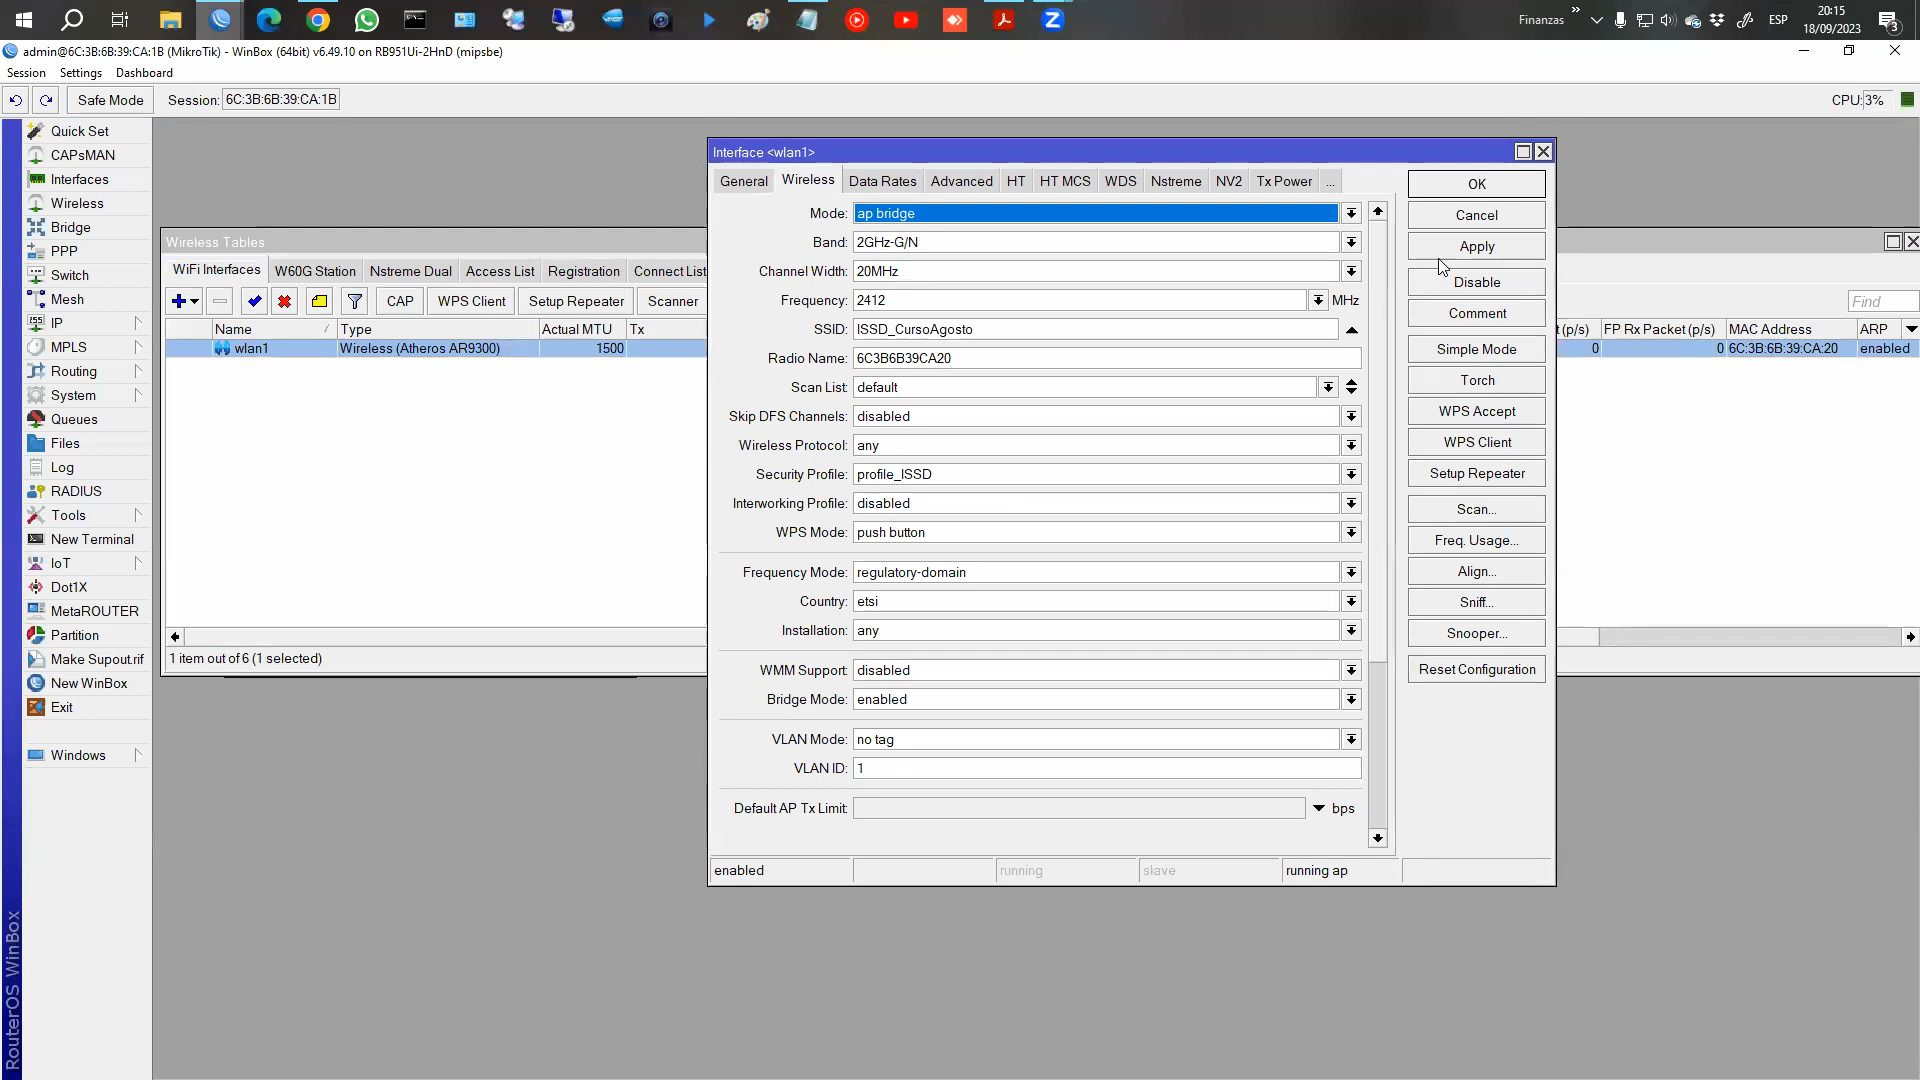 Finanzas
»
ESP
20:15
18/09/2023
3
admin@6C:3B:6B:39:CA:1B (MikroTik) - WinBox (64bit) v6.49.10 on RB951Ui-2HnD (mipsbe)
Session Settings Dashboard
Safe Mode Session: 6C:3B:6B:39:CA:1B CPU: 3%
Quick Set
CAPsMAN
Interfaces
Wireless
Bridge
PPP
Switch
Mesh
IP
MPLS
Routing
System
Queues
Files
Log
RADIUS
Tools
New Terminal
IoT
Dot1X
MetaROUTER
Partition
Make Supout.rif
New WinBox
Exit
Windows
RouterOS WinBox
Wireless Tables
WiFi Interfaces W60G Station Nstreme Dual Access List Registration Connect List
CAP WPS Client Setup Repeater Scanner Find
Name / Type Actual MTU Tx
wlan1 Wireless (Atheros AR9300) 1500
t (p/s) FP Rx Packet (p/s) MAC Address ARP
0 0 6C:3B:6B:39:CA:20 enabled
1 item out of 6 (1 selected)
Interface <wlan1>
General Wireless Data Rates Advanced HT HT MCS WDS Nstreme NV2 Tx Power ...
Mode: ap bridge
Band: 2GHz-G/N
Channel Width: 20MHz
Frequency: 2412 MHz
SSID: ISSD_CursoAgosto
Radio Name: 6C3B6B39CA20
Scan List: default
Skip DFS Channels: disabled
Wireless Protocol: any
Security Profile: profile_ISSD
Interworking Profile: disabled
WPS Mode: push button
Frequency Mode: regulatory-domain
Country: etsi
Installation: any
WMM Support: disabled
Bridge Mode: enabled
VLAN Mode: no tag
VLAN ID: 1
Default AP Tx Limit: bps
OK
Cancel
Apply
Disable
Comment
Simple Mode
Torch
WPS Accept
WPS Client
Setup Repeater
Scan...
Freq. Usage...
Align...
Sniff...
Snooper...
Reset Configuration
enabled running slave running ap